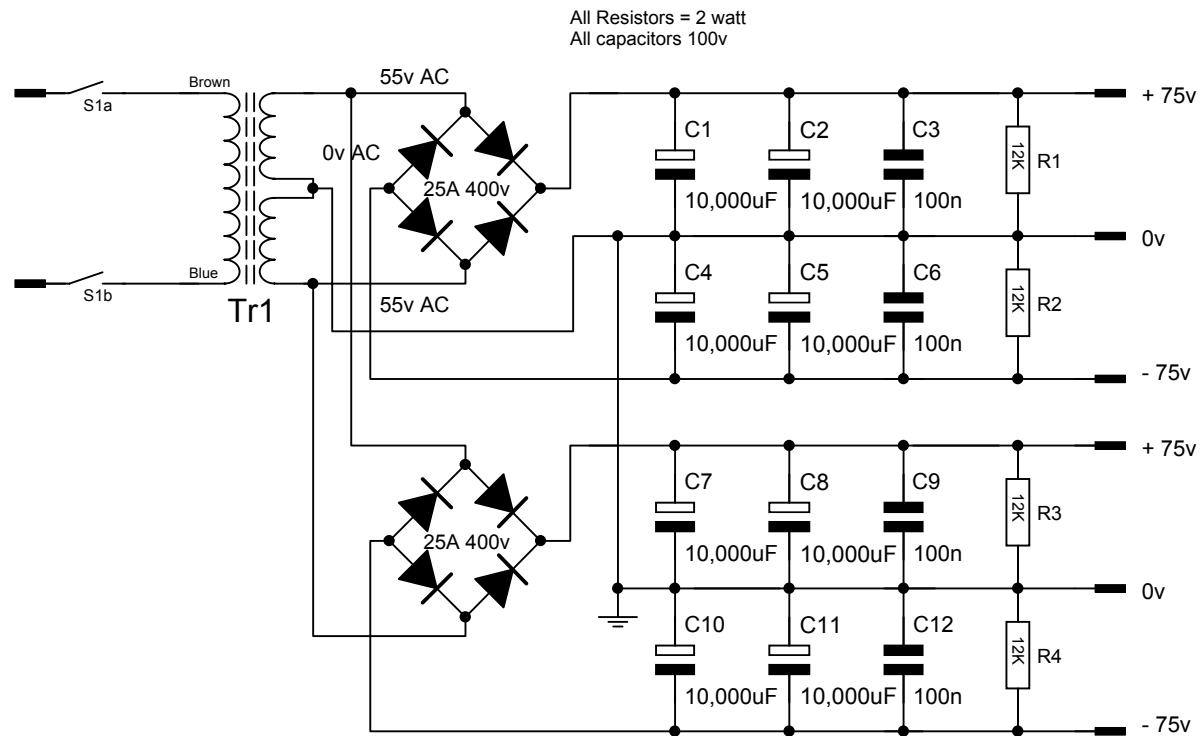 All Resistors = 2 watt
All capacitors 100v
55v AC
Brown
S1a
+ 75v
C1
C2
C3
0v AC
12K
R1
25A 400v
10,000uF
10,000uF
100n
0v
Blue
S1b
Tr1
55v AC
C4
C5
C6
12K
R2
10,000uF
10,000uF
100n
- 75v
+ 75v
C7
C8
C9
12K
R3
25A 400v
10,000uF
10,000uF
100n
0v
C10
C11
C12
12K
R4
10,000uF
10,000uF
100n
- 75v